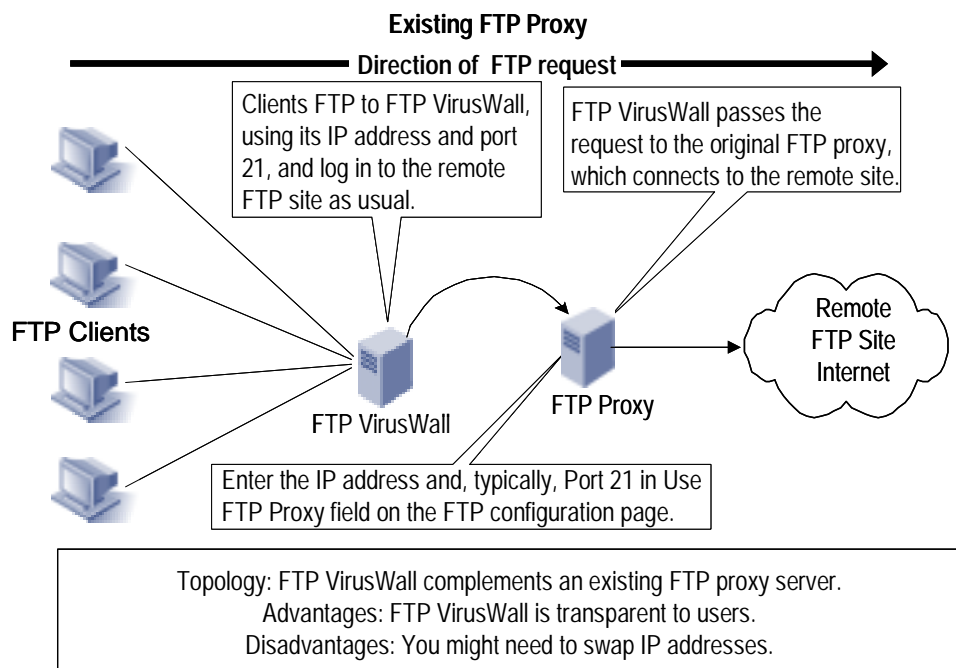 Existing FTP Proxy
Direction of FTP request
Clients FTP to FTP VirusWall,
using its IP address and port
21, and log in to the remote
FTP site as usual.
FTP VirusWall passes the
request to the original FTP proxy,
which connects to the remote site.
FTP Clients
FTP VirusWall
FTP Proxy
Remote
FTP Site
Internet
Enter the IP address and, typically, Port 21 in Use
FTP Proxy field on the FTP configuration page.
Topology: FTP VirusWall complements an existing FTP proxy server.
Advantages: FTP VirusWall is transparent to users.
Disadvantages: You might need to swap IP addresses.